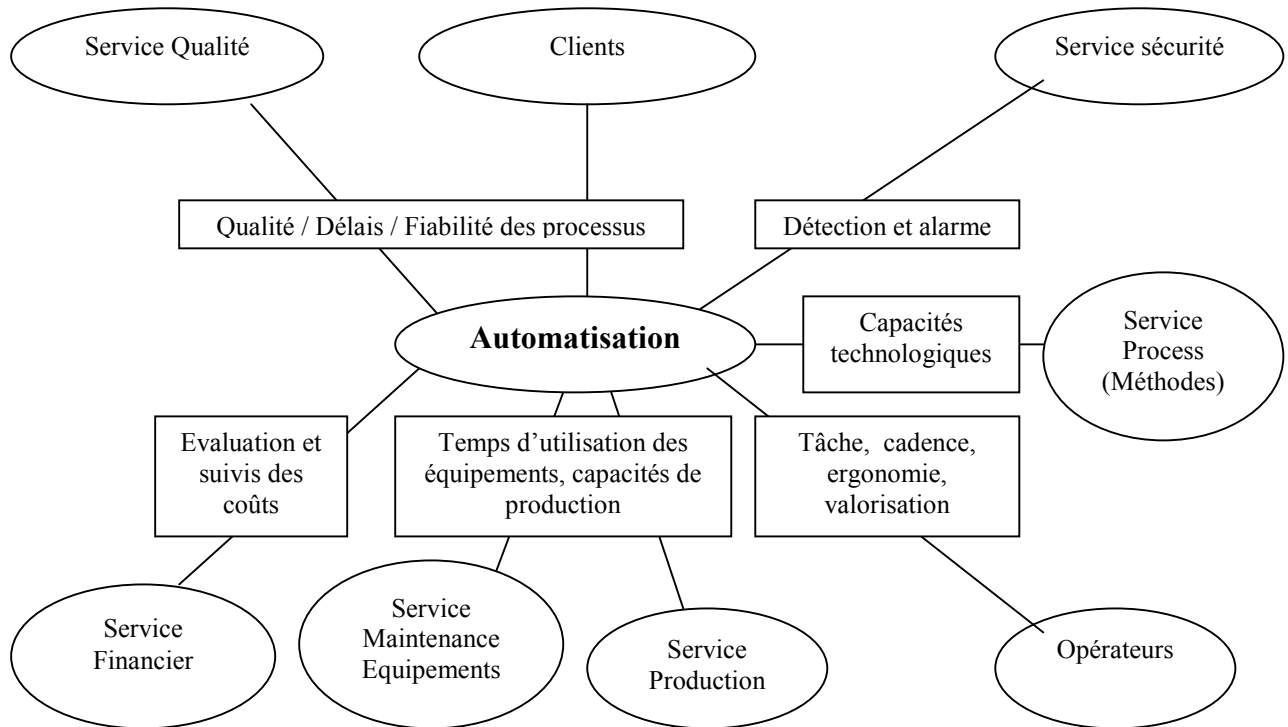 Service Qualité
Clients
Service sécurité
Qualité / Délais / Fiabilité des processus
Détection et alarme
Automatisation
Capacités
technologiques
Service
Process
(Méthodes)
Evaluation et
suivis des
coûts
Temps d’utilisation des
équipements, capacités de
production
Tâche,  cadence,
ergonomie,
valorisation
Service
Financier
Service
Maintenance
Equipements
Service
Production
Opérateurs